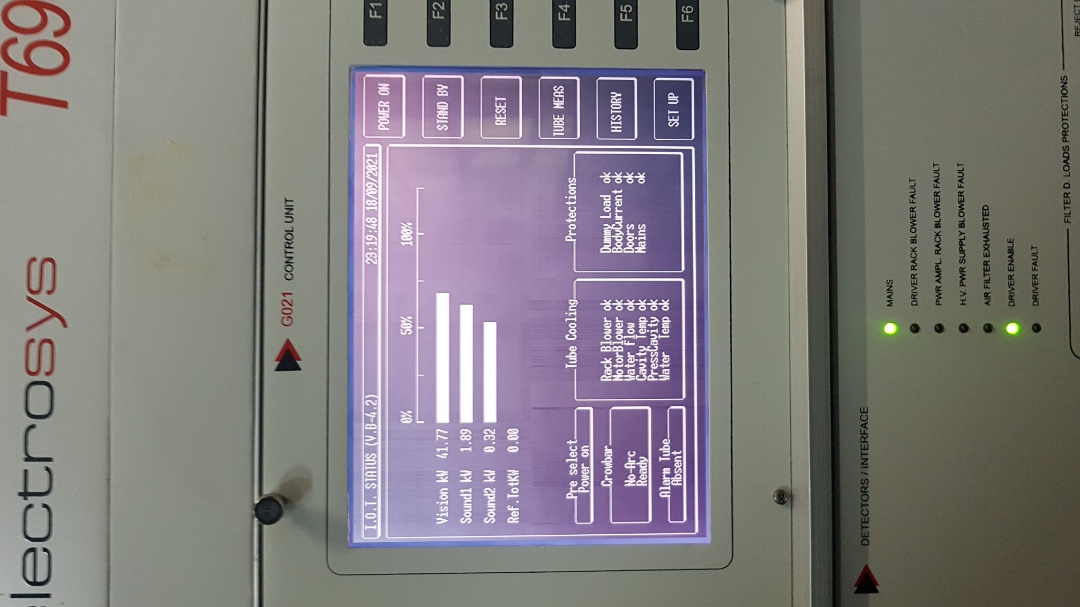 electrosys T69
G021 CONTROL UNIT
I.O.T. STATUS (V.B-4.2) 23:19:48 18/09/2021
0% 50% 100%
Vision kW 41.77
Sound1 kW 1.89
Sound2 kW 0.32
Ref.TotKW 0.00
Pre select
Power on
Crowbar
No-Arc
Ready
Alarm Tube
Absent
Tube Cooling
Rack Blower ok
MotorBlower ok
Water Flow ok
Cavity Temp ok
PressCavity ok
Water Temp ok
Protections
Dummy Load ok
BodyCurrent ok
Doors ok
Mains ok
POWER ON F1
STAND BY F2
RESET F3
TUBE MEAS F4
HISTORY F5
SET UP F6
DETECTORS / INTERFACE
MAINS
DRIVER RACK BLOWER FAULT
PWR AMPL. RACK BLOWER FAULT
H.V. PWR SUPPLY BLOWER FAULT
AIR FILTER EXHAUSTED
DRIVER ENABLE
DRIVER FAULT
FILTER D. LOADS PROTECTIONS